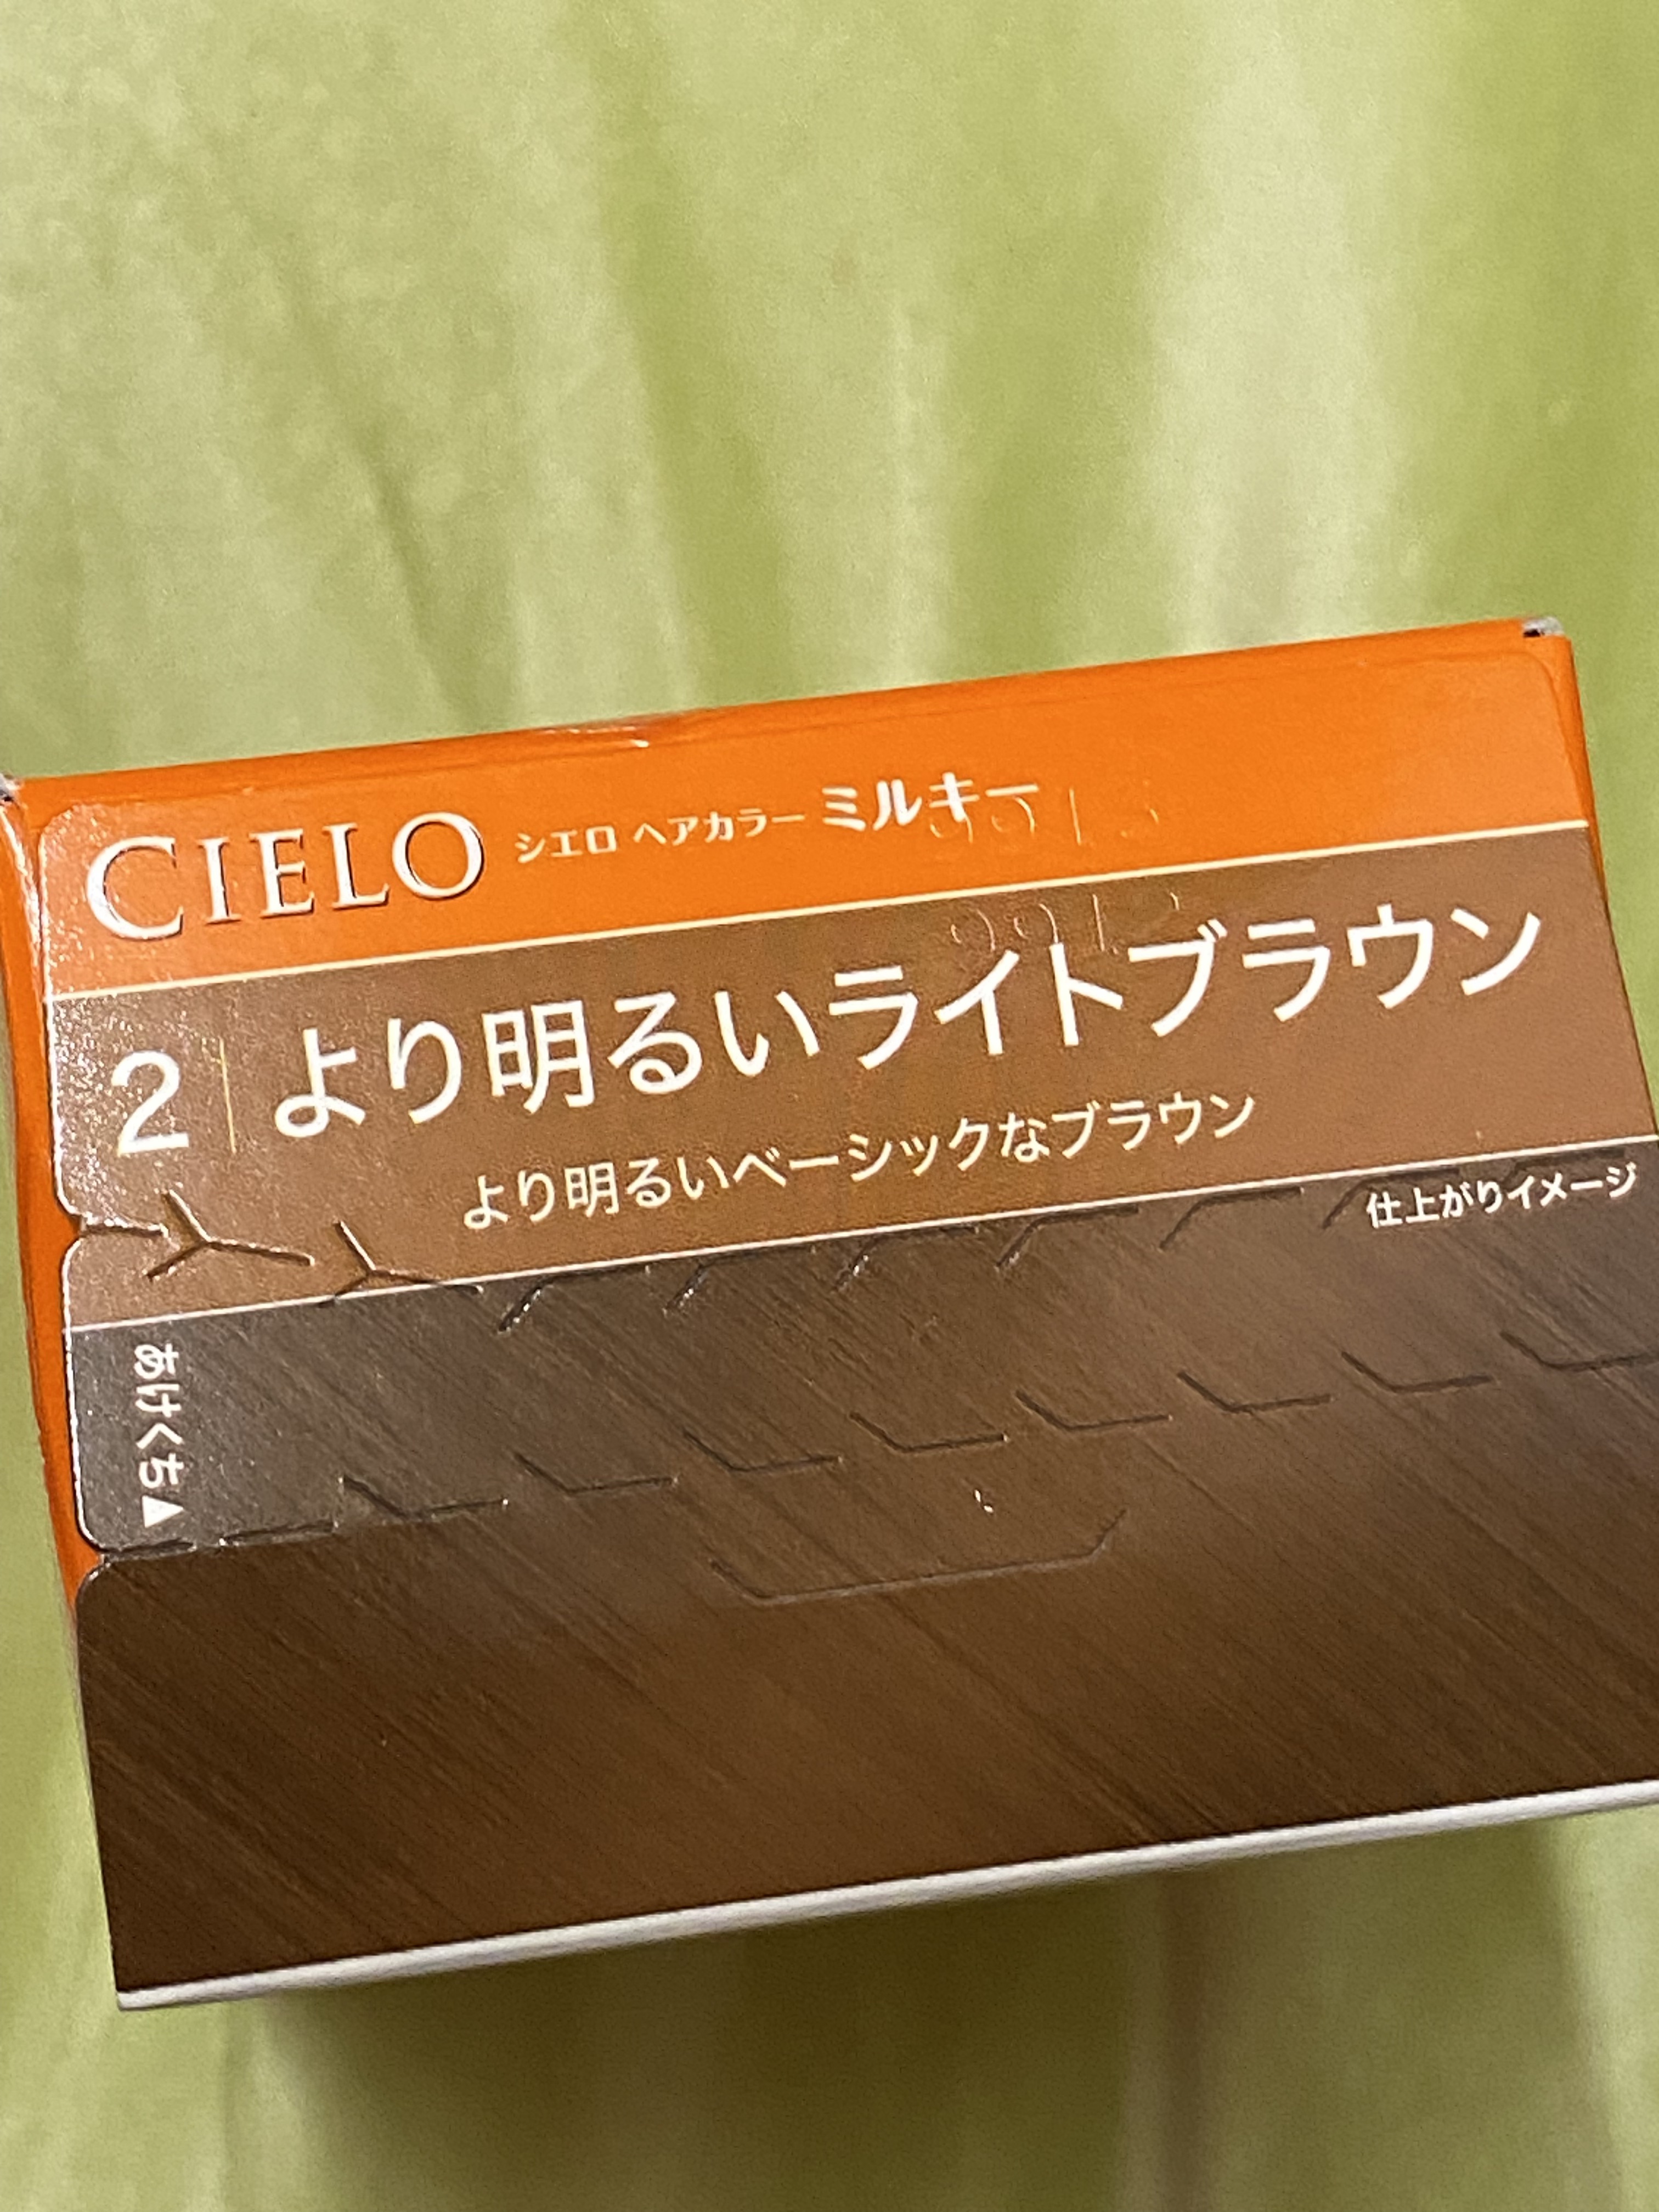 CIELO シエロ ヘアカラー ミルキー
2 より明るいライトブラウン
より明るいベーシックなブラウン
仕上がりイメージ
あけくち▲